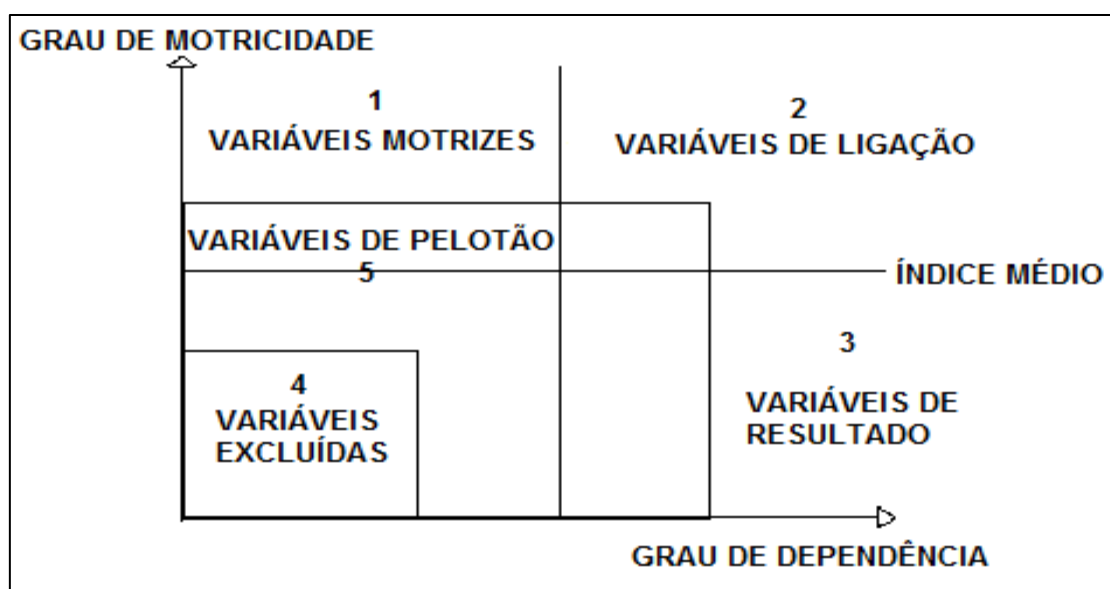 GRAU DE MOTRICIDADE
1
VARIÁVEIS MOTRIZES
2
VARIÁVEIS DE LIGAÇÃO
VARIÁVEIS DE PELOTÃO
5
ÍNDICE MÉDIO
3
VARIÁVEIS DE
RESULTADO
4
VARIÁVEIS
EXCLUÍDAS
GRAU DE DEPENDÊNCIA